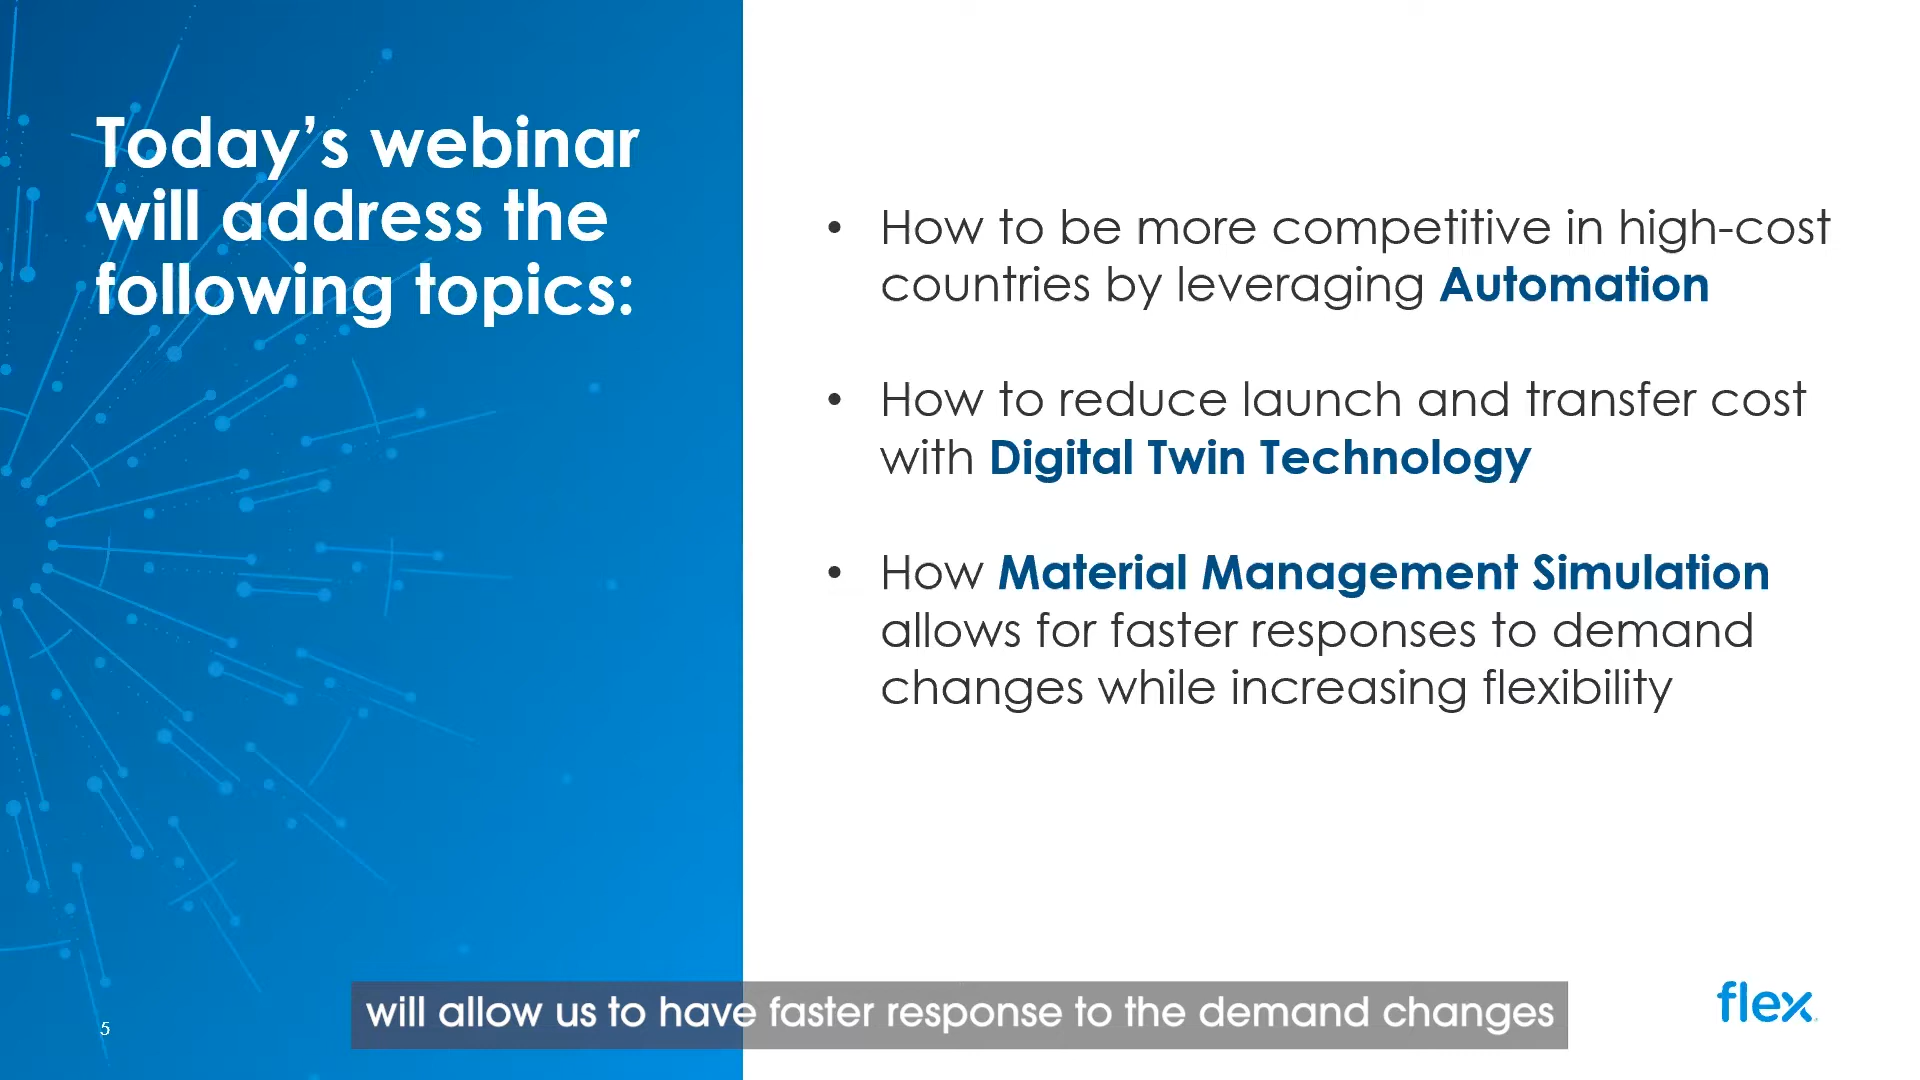 Today’s webinar
will address the
following topics:
• How to be more competitive in high-cost
countries by leveraging Automation
• How to reduce launch and transfer cost
with Digital Twin Technology
• How Material Management Simulation
allows for faster responses to demand
changes while increasing flexibility
will allow us to have faster response to the demand changes
flex
5